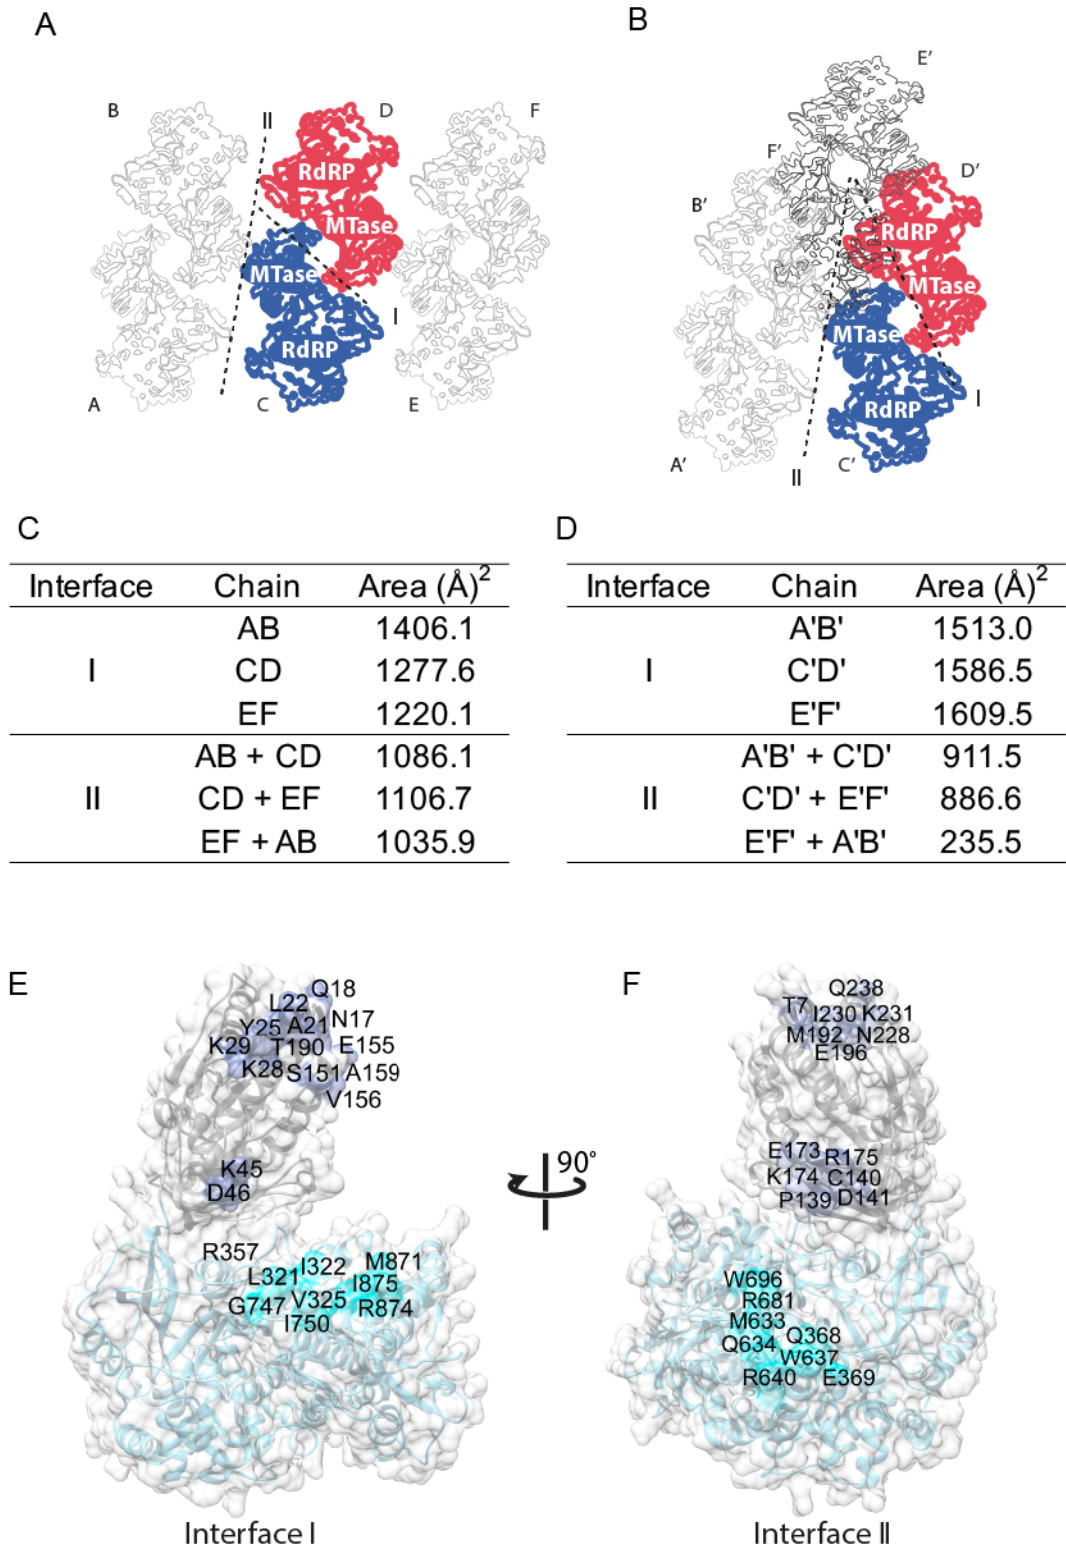 A
B
B
II
D
F
RdRP
MTase
MTase
I
RdRP
A
C
E
E'
F'
D'
B'
RdRP
MTase
MTase
I
RdRP
A'
II
C'
C
Interface Chain Area (Å)2
AB 1406.1
I CD 1277.6
EF 1220.1
AB + CD 1086.1
II CD + EF 1106.7
EF + AB 1035.9
D
Interface Chain Area (Å)2
A'B' 1513.0
I C'D' 1586.5
E'F' 1609.5
A'B' + C'D' 911.5
II C'D' + E'F' 886.6
E'F' + A'B' 235.5
E
Q18
L22
Y25 A21 N17
K29 T190 E155
K28 S151 A159
V156
K45
D46
R357
L321 I322 M871
I875
G747 V325 R874
I750
Interface I
90°
F
Q238
T7 I230 K231
M192 N228
E196
E173 R175
K174 C140
P139 D141
W696
R681
M633
Q634 Q368
W637
R640 E369
Interface II